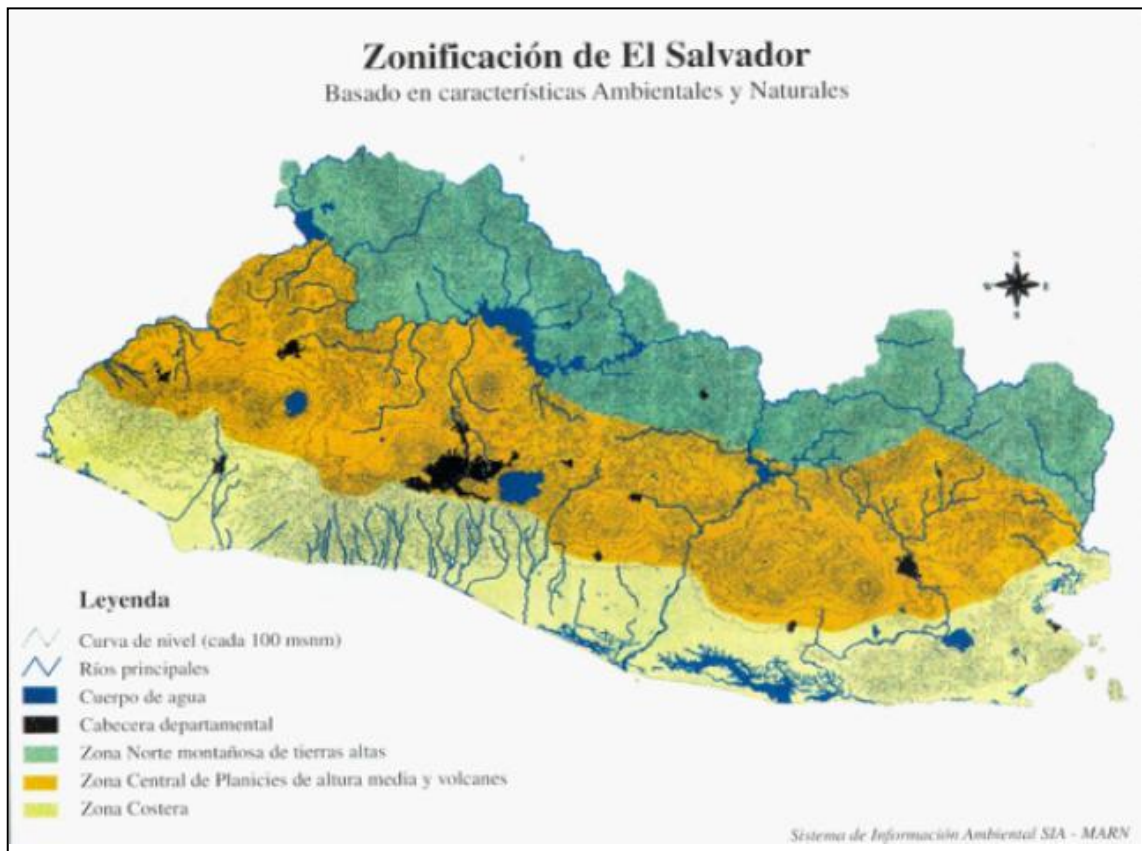 Zonificación de El Salvador
Basado en características Ambientales y Naturales
N
E
S
Leyenda
Curva de nivel (cada 100 msnm)
Ríos principales
Cuerpo de agua
Cabecera departamental
Zona Norte montañosa de tierras altas
Zona Central de Planicies de altura media y volcanes
Zona Costera
Sistema de Información Ambiental SIA - MARN